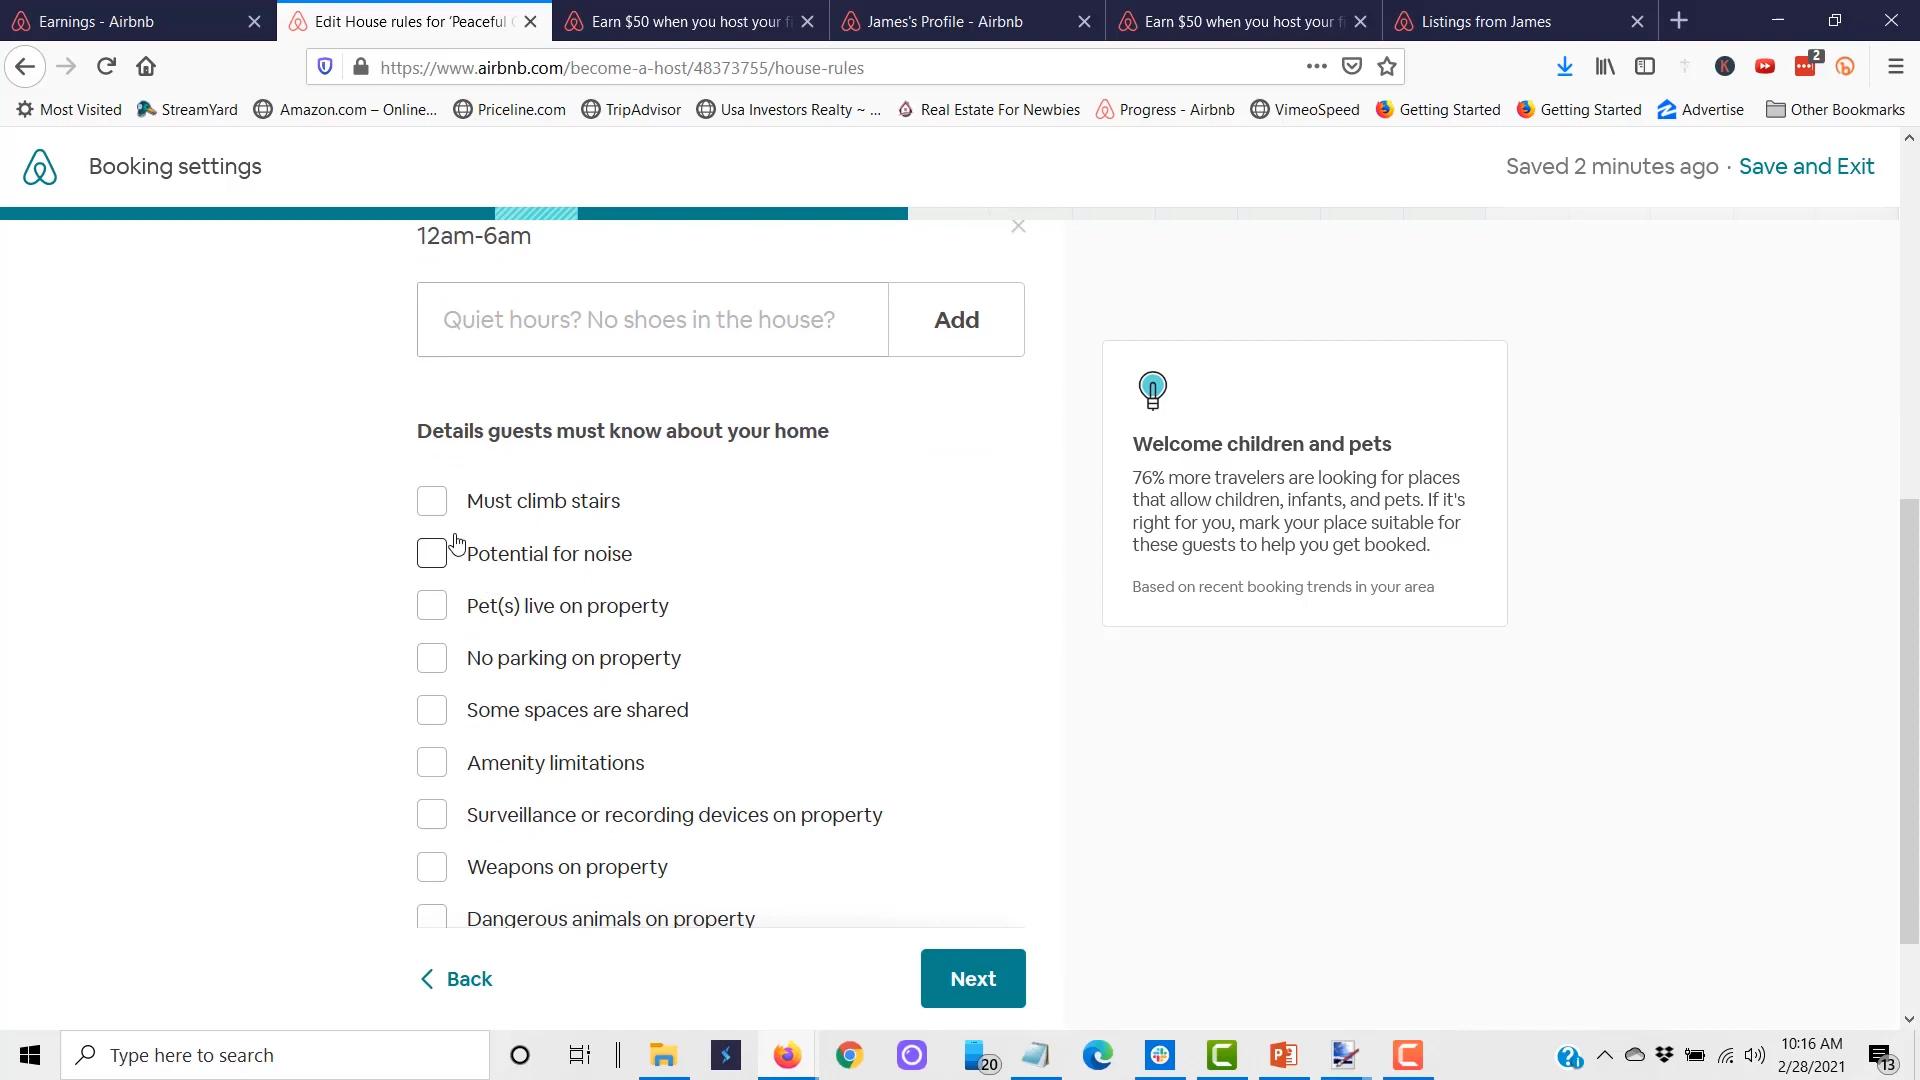 Earnings - Airbnb
Edit House rules for 'Peaceful
Earn $50 when you host your fi
James's Profile - Airbnb
Earn $50 when you host your fi
Listings from James
https://www.airbnb.com/become-a-host/48373755/house-rules
2
Most Visited
StreamYard
Amazon.com – Online...
Priceline.com
TripAdvisor
Usa Investors Realty ~ ...
Real Estate For Newbies
Progress - Airbnb
VimeoSpeed
Getting Started
Getting Started
Advertise
Other Bookmarks
Booking settings
Saved 2 minutes ago · Save and Exit
12am-6am
Quiet hours? No shoes in the house?
Add
Details guests must know about your home
Must climb stairs
Potential for noise
Pet(s) live on property
No parking on property
Some spaces are shared
Amenity limitations
Surveillance or recording devices on property
Weapons on property
Dangerous animals on property
Welcome children and pets
76% more travelers are looking for places
that allow children, infants, and pets. If it's
right for you, mark your place suitable for
these guests to help you get booked.
Based on recent booking trends in your area
Back
Next
Type here to search
20
10:16 AM
2/28/2021
13